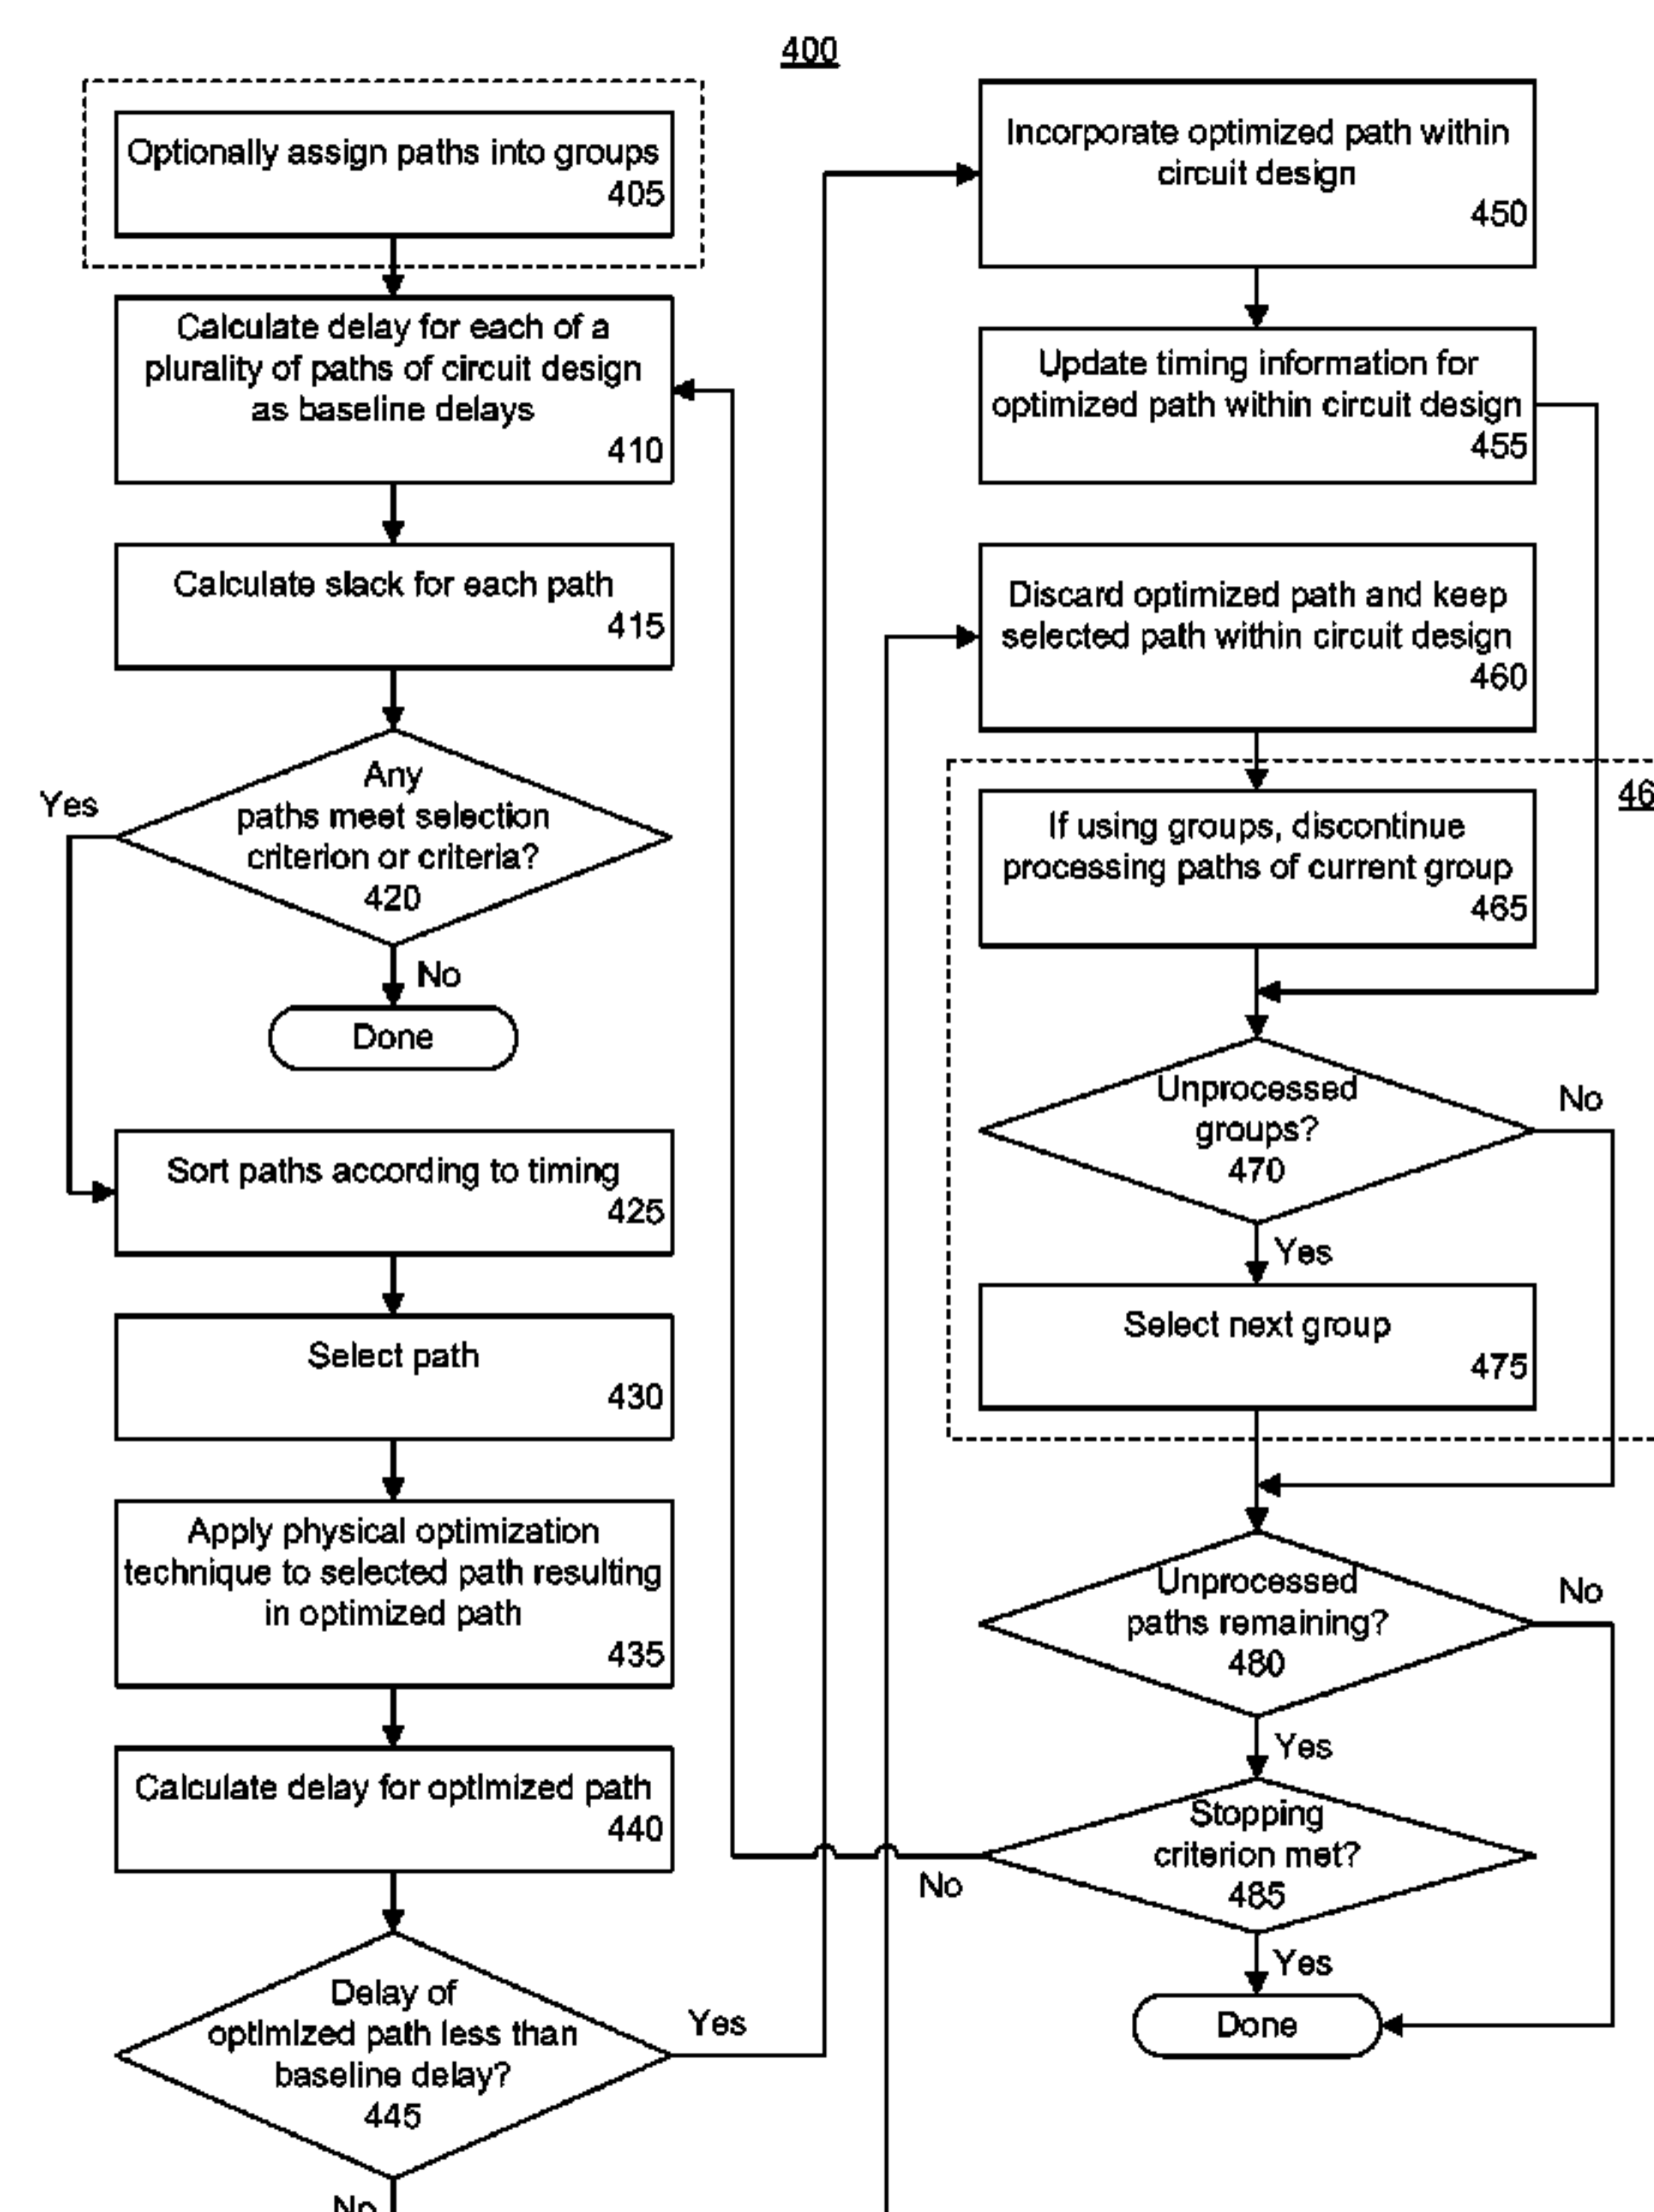 400
Optionally assign paths into groups
405
Calculate delay for each of a
plurality of paths of circuit design
as baseline delays
410
Calculate slack for each path
415
Any
paths meet selection
criterion or criteria?
420
Yes
No
Done
Sort paths according to timing
425
Select path
430
Apply physical optimization
technique to selected path resulting
in optimized path
435
Calculate delay for optimized path
440
Delay of
optimized path less than
baseline delay?
445
Yes
No
Incorporate optimized path within
circuit design
450
Update timing information for
optimized path within circuit design
455
Discard optimized path and keep
selected path within circuit design
460
If using groups, discontinue
processing paths of current group
465
Unprocessed
groups?
470
No
Yes
Select next group
475
Unprocessed
paths remaining?
480
No
Yes
Stopping
criterion met?
485
No
Yes
Done